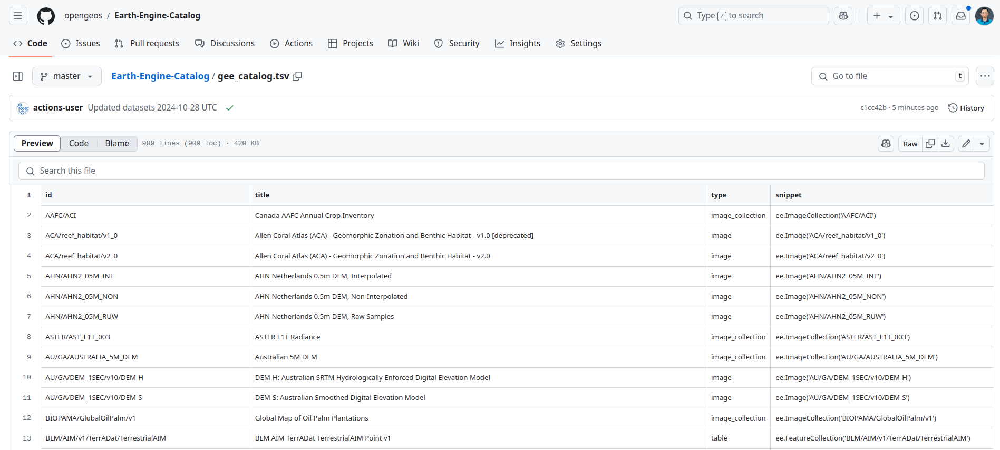 opengeos / Earth-Engine-Catalog Type / to search
Code Issues Pull requests Discussions Actions Projects Wiki Security Insights Settings
master Earth-Engine-Catalog / gee_catalog.tsv Go to file t
actions-user Updated datasets 2024-10-28 UTC c1cc42b · 5 minutes ago History
Preview Code Blame 909 lines (909 loc) · 420 KB Raw
Search this file
1 id title type snippet
2 AAFC/ACI Canada AAFC Annual Crop Inventory image_collection ee.ImageCollection('AAFC/ACI')
3 ACA/reef_habitat/v1_0 Allen Coral Atlas (ACA) - Geomorphic Zonation and Benthic Habitat - v1.0 [deprecated] image ee.Image('ACA/reef_habitat/v1_0')
4 ACA/reef_habitat/v2_0 Allen Coral Atlas (ACA) - Geomorphic Zonation and Benthic Habitat - v2.0 image ee.Image('ACA/reef_habitat/v2_0')
5 AHN/AHN2_05M_INT AHN Netherlands 0.5m DEM, Interpolated image ee.Image('AHN/AHN2_05M_INT')
6 AHN/AHN2_05M_NON AHN Netherlands 0.5m DEM, Non-Interpolated image ee.Image('AHN/AHN2_05M_NON')
7 AHN/AHN2_05M_RUW AHN Netherlands 0.5m DEM, Raw Samples image ee.Image('AHN/AHN2_05M_RUW')
8 ASTER/AST_L1T_003 ASTER L1T Radiance image_collection ee.ImageCollection('ASTER/AST_L1T_003')
9 AU/GA/AUSTRALIA_5M_DEM Australian 5M DEM image_collection ee.ImageCollection('AU/GA/AUSTRALIA_5M_DEM')
10 AU/GA/DEM_1SEC/v10/DEM-H DEM-H: Australian SRTM Hydrologically Enforced Digital Elevation Model image ee.Image('AU/GA/DEM_1SEC/v10/DEM-H')
11 AU/GA/DEM_1SEC/v10/DEM-S DEM-S: Australian Smoothed Digital Elevation Model image ee.Image('AU/GA/DEM_1SEC/v10/DEM-S')
12 BIOPAMA/GlobalOilPalm/v1 Global Map of Oil Palm Plantations image_collection ee.ImageCollection('BIOPAMA/GlobalOilPalm/v1')
13 BLM/AIM/v1/TerrADat/TerrestrialAIM BLM AIM TerrADat TerrestrialAIM Point v1 table ee.FeatureCollection('BLM/AIM/v1/TerrADat/TerrestrialAIM')